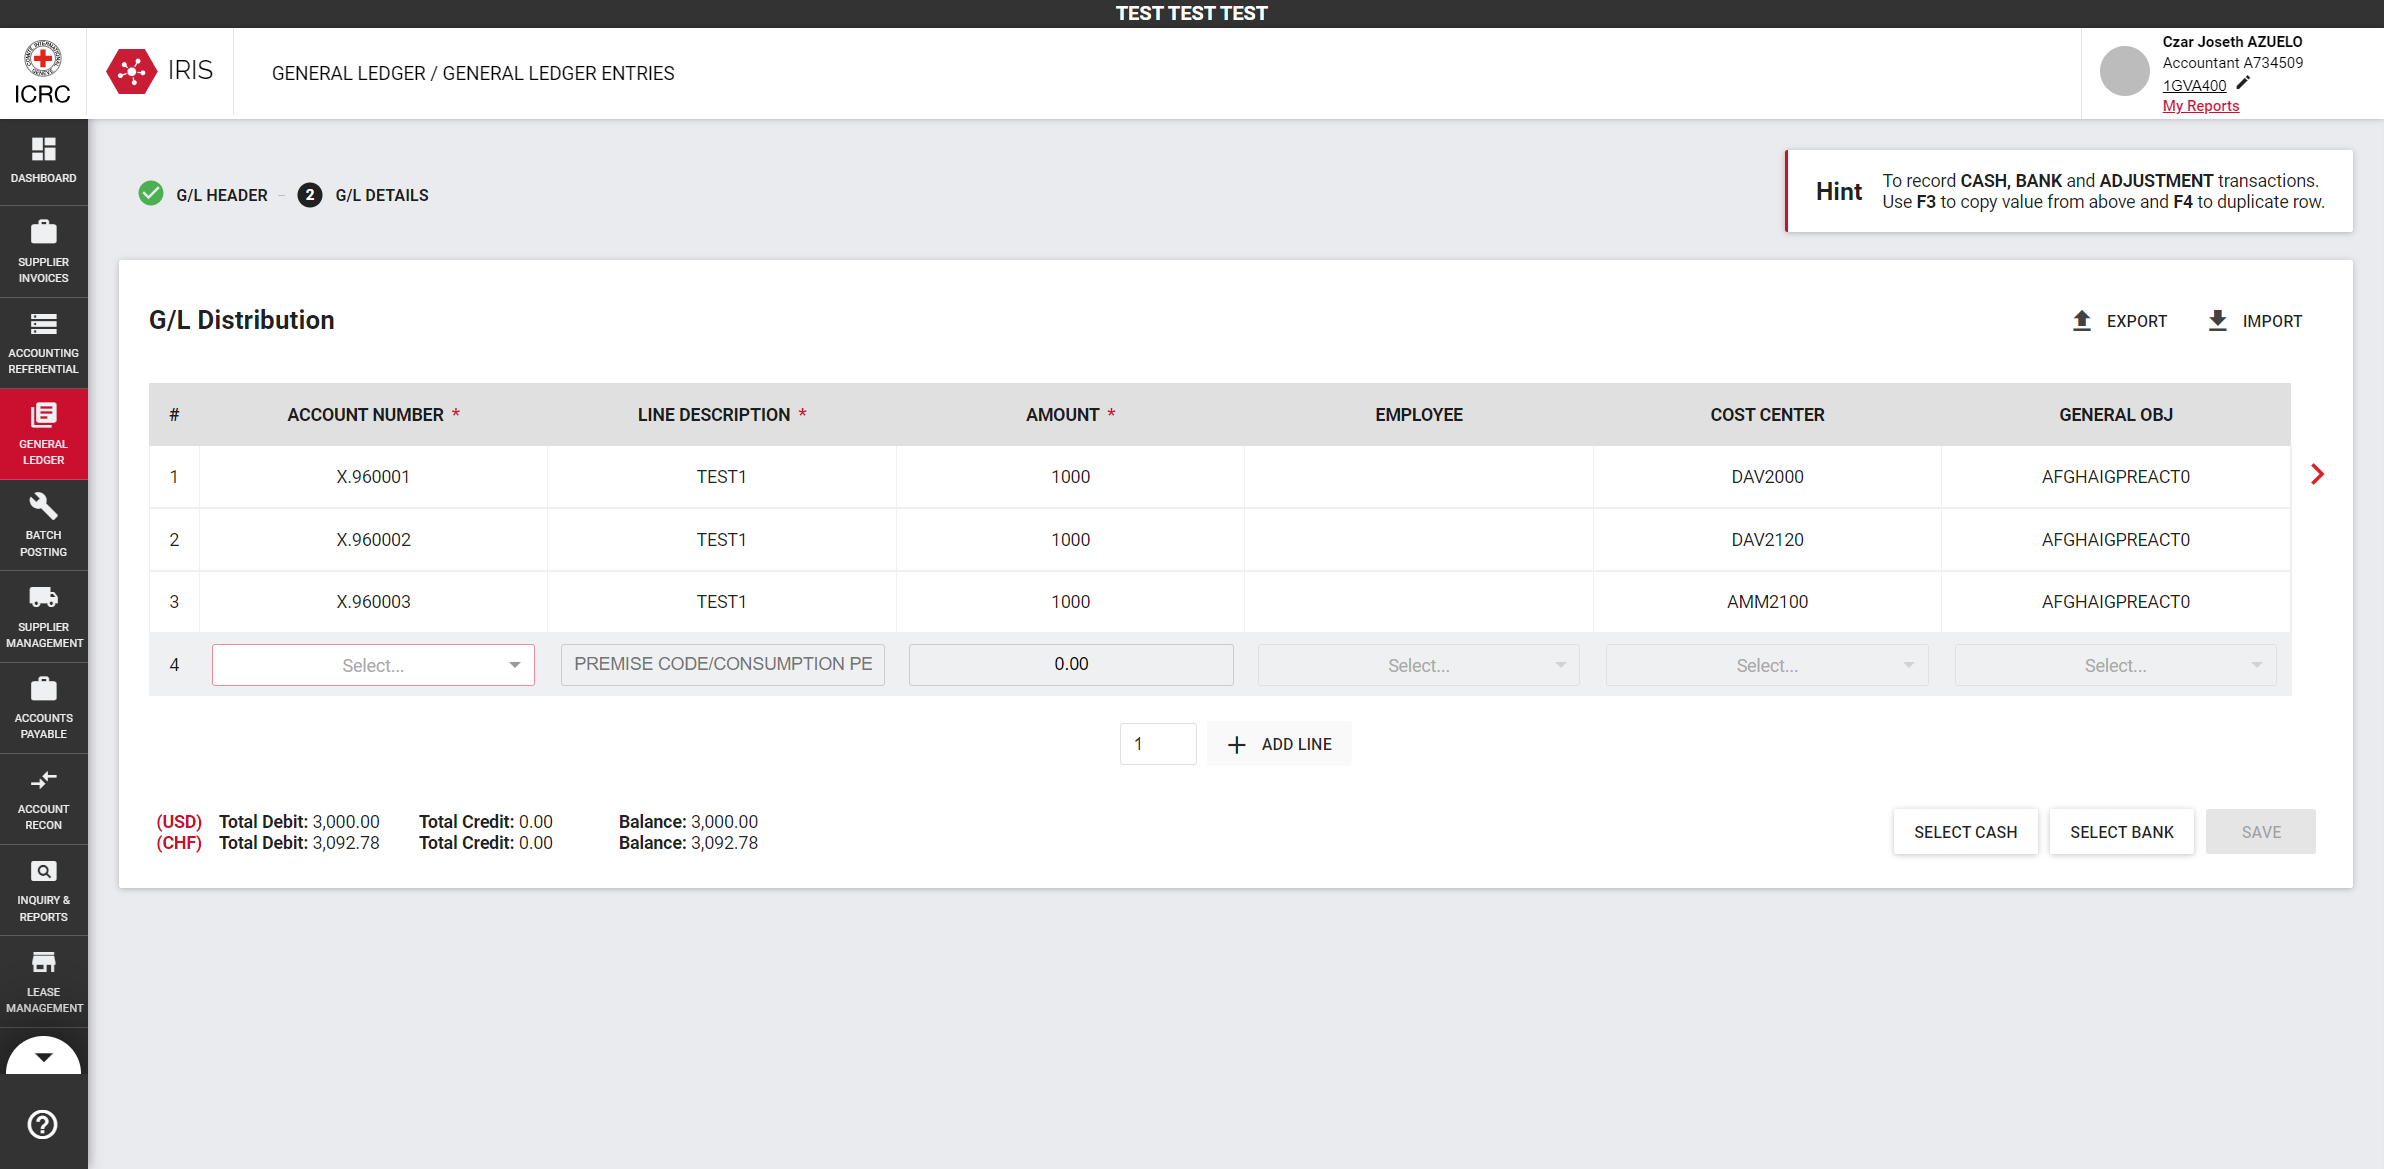 TEST TEST TEST
ICRC
IRIS
GENERAL LEDGER / GENERAL LEDGER ENTRIES
Czar Joseth AZUELO
Accountant A734509
1GVA400
My Reports
DASHBOARD
SUPPLIER
INVOICES
ACCOUNTING
REFERENTIAL
GENERAL
LEDGER
BATCH
POSTING
SUPPLIER
MANAGEMENT
ACCOUNTS
PAYABLE
ACCOUNT
RECON
INQUIRY &
REPORTS
LEASE
MANAGEMENT
G/L HEADER – 2 G/L DETAILS
Hint
To record CASH, BANK and ADJUSTMENT transactions.
Use F3 to copy value from above and F4 to duplicate row.
G/L Distribution
EXPORT IMPORT
# ACCOUNT NUMBER * LINE DESCRIPTION * AMOUNT * EMPLOYEE COST CENTER GENERAL OBJ
1 X.960001 TEST1 1000 DAV2000 AFGHAIGPREACT0
2 X.960002 TEST1 1000 DAV2120 AFGHAIGPREACT0
3 X.960003 TEST1 1000 AMM2100 AFGHAIGPREACT0
4 Select... PREMISE CODE/CONSUMPTION PE 0.00 Select... Select... Select...
1 ADD LINE
(USD) Total Debit: 3,000.00 Total Credit: 0.00 Balance: 3,000.00
(CHF) Total Debit: 3,092.78 Total Credit: 0.00 Balance: 3,092.78
SELECT CASH SELECT BANK SAVE